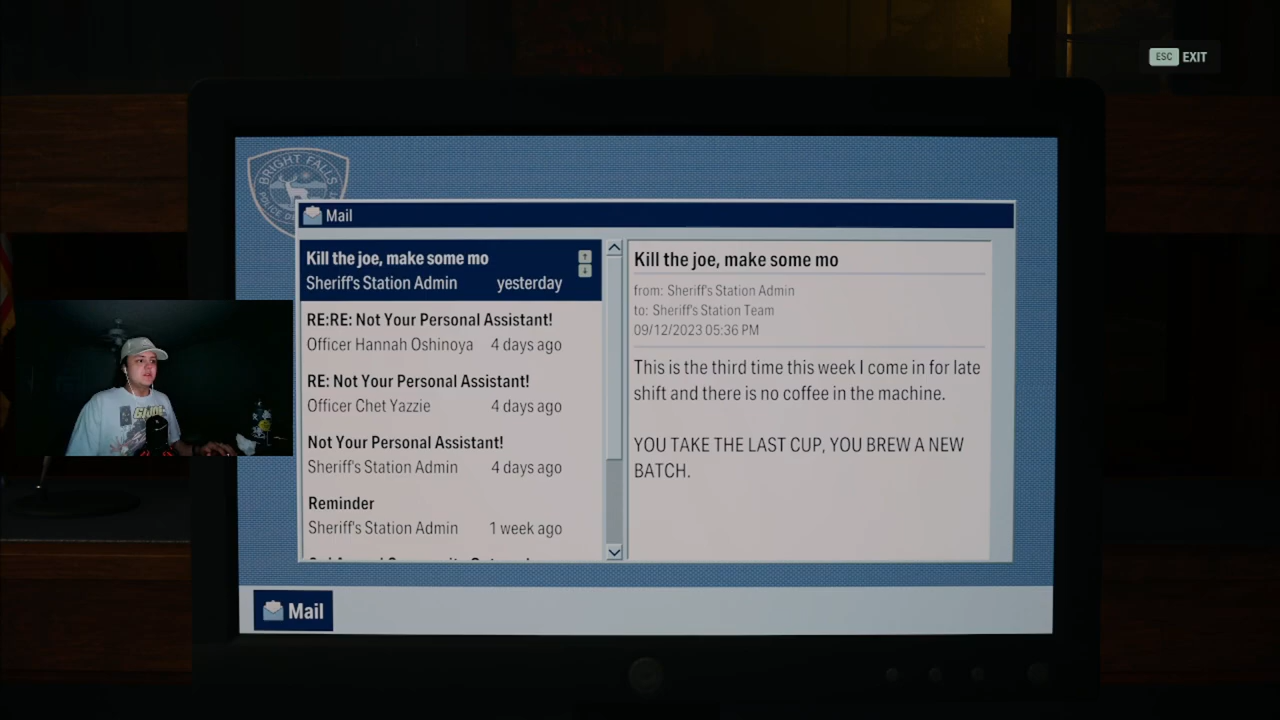 ESC EXIT
BRIGHT FALLS
Mail
Kill the joe, make some mo
Sheriff's Station Admin yesterday
RE:RE: Not Your Personal Assistant!
Officer Hannah Oshinoya 4 days ago
RE: Not Your Personal Assistant!
Officer Chet Yazzie 4 days ago
Not Your Personal Assistant!
Sheriff's Station Admin 4 days ago
Reminder
Sheriff's Station Admin 1 week ago
Kill the joe, make some mo
from: Sheriff's Station Admin
to: Sheriff's Station Team
09/12/2023 05:36 PM
This is the third time this week I come in for late
shift and there is no coffee in the machine.
YOU TAKE THE LAST CUP, YOU BREW A NEW
BATCH.
Mail